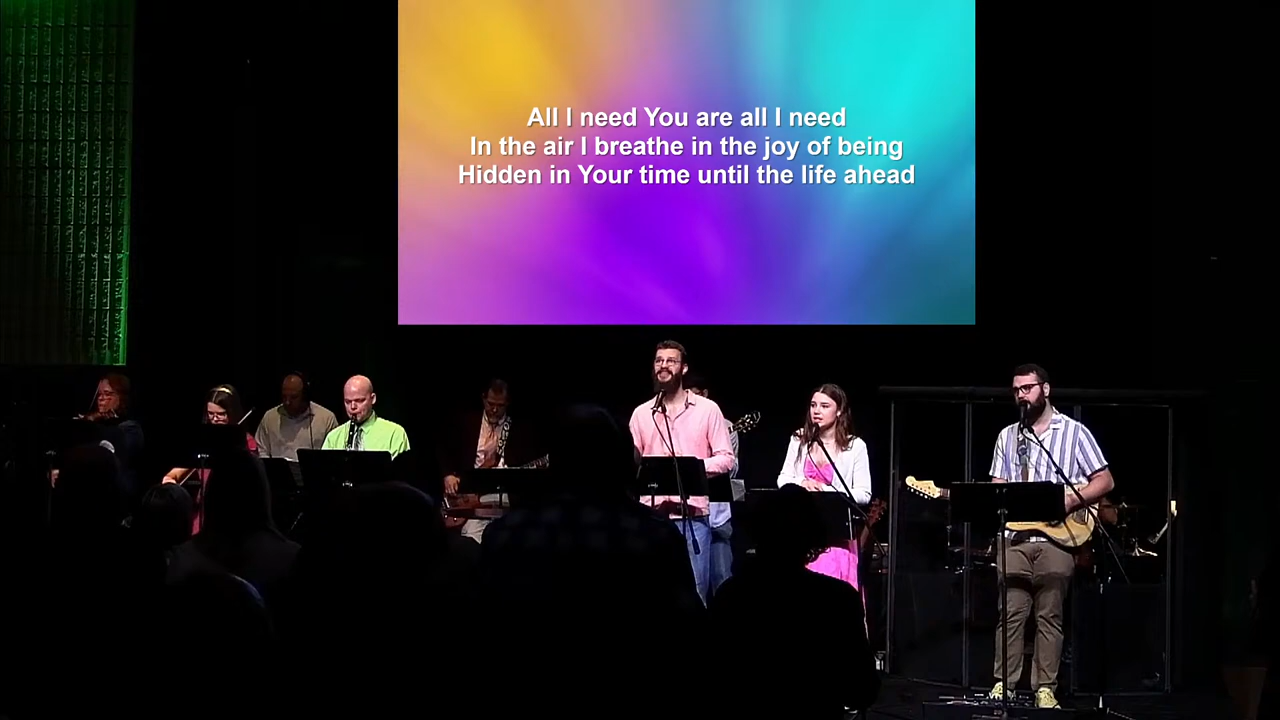 All I need You are all I need
In the air I breathe in the joy of being
Hidden in Your time until the life ahead